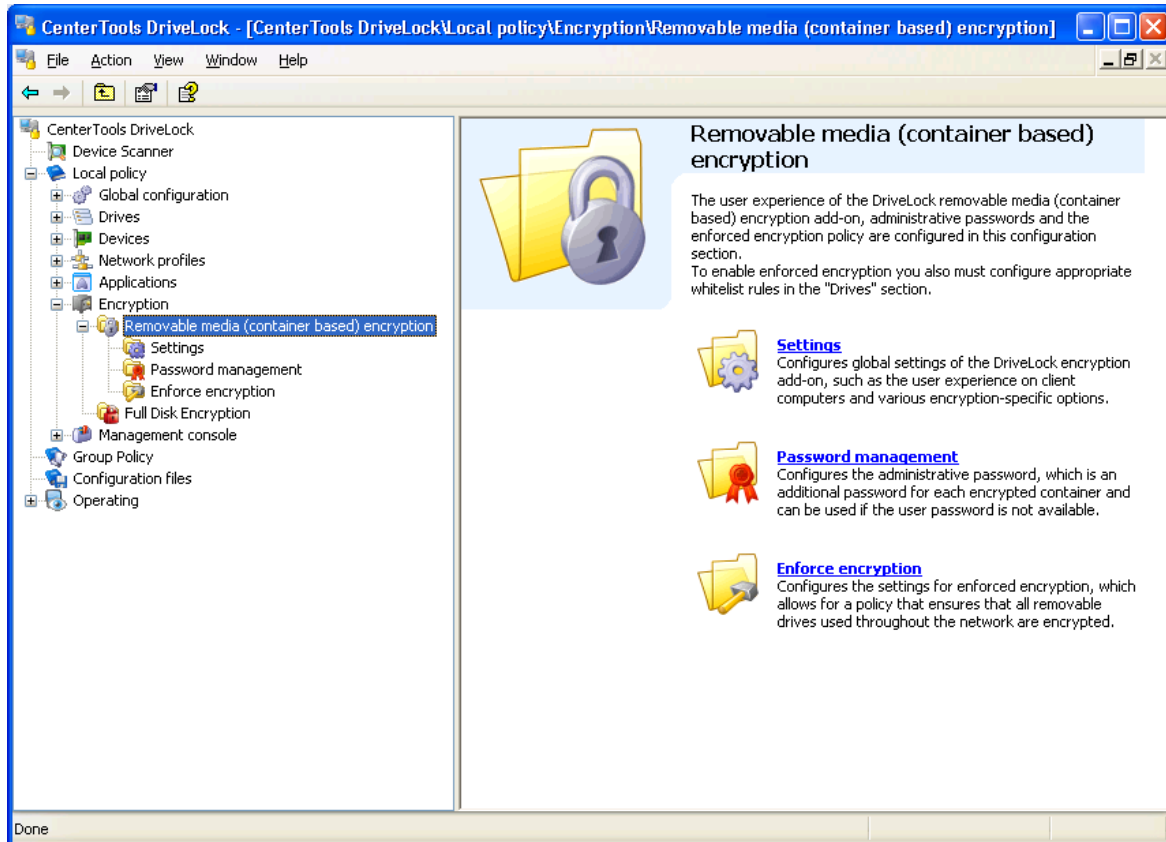 CenterTools DriveLock - [CenterTools DriveLock\Local policy\Encryption\Removable media (container based) encryption]
File Action View Window Help
CenterTools DriveLock
Device Scanner
Local policy
Global configuration
Drives
Devices
Network profiles
Applications
Encryption
Removable media (container based) encryption
Settings
Password management
Enforce encryption
Full Disk Encryption
Management console
Group Policy
Configuration files
Operating
Removable media (container based)
encryption
The user experience of the DriveLock removable media (container
based) encryption add-on, administrative passwords and the
enforced encryption policy are configured in this configuration
section.
To enable enforced encryption you also must configure appropriate
whitelist rules in the "Drives" section.
Settings
Configures global settings of the DriveLock encryption
add-on, such as the user experience on client
computers and various encryption-specific options.
Password management
Configures the administrative password, which is an
additional password for each encrypted container and
can be used if the user password is not available.
Enforce encryption
Configures the settings for enforced encryption, which
allows for a policy that ensures that all removable
drives used throughout the network are encrypted.
Done